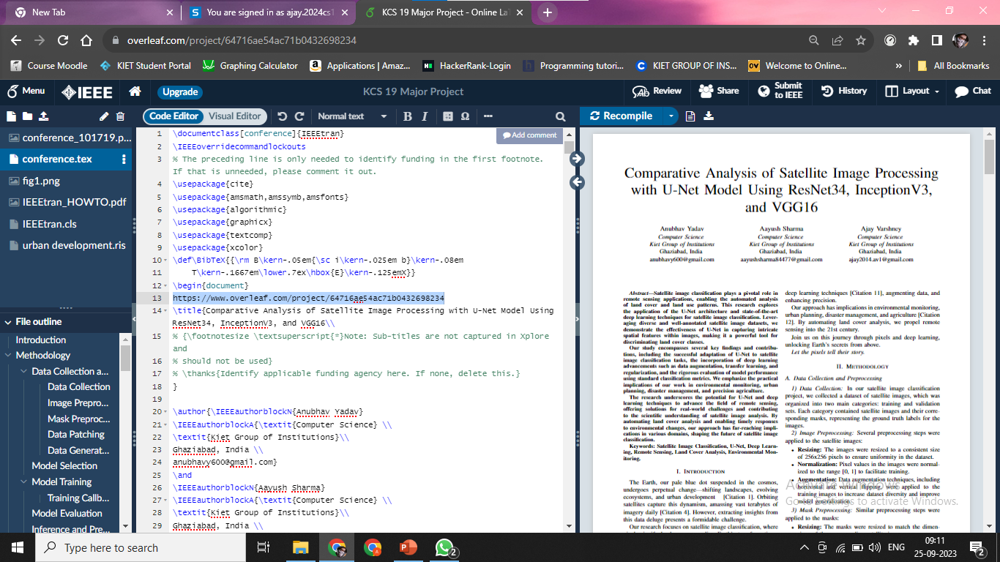 New Tab
You are signed in as ajay.2024cs1
KCS 19 Major Project - Online La
overleaf.com/project/64716ae54ac71b0432698234
Course Moodle
KIET Student Portal
Graphing Calculator
Applications | Amaz...
HackerRank-Login
Programming tutori...
KIET GROUP OF INS...
Welcome to Online...
»
All Bookmarks
Menu
IEEE
Upgrade
KCS 19 Major Project
Review
Share
Submit
to IEEE
History
Layout
Chat
Code Editor
Visual Editor
Normal text
B
I
Ω
Recompile
conference_101719.p...
conference.tex
fig1.png
IEEEtran_HOWTO.pdf
IEEEtran.cls
urban development.ris
File outline
Introduction
Methodology
Data Collection a...
Data Collection
Image Prepro...
Mask Preproc...
Data Patching
Data Generat...
Model Selection
Model Training
Training Callb...
Model Evaluation
Inference and Pre...
Add comment
1 \documentclass[conference]{IEEEtran}
2 \IEEEoverridecommandlockouts
3 % The preceding line is only needed to identify funding in the first footnote.
If that is unneeded, please comment it out.
4 \usepackage{cite}
5 \usepackage{amsmath,amssymb,amsfonts}
6 \usepackage{algorithmic}
7 \usepackage{graphicx}
8 \usepackage{textcomp}
9 \usepackage{xcolor}
10 \def\BibTeX{{\rm B\kern-.05em{\sc i\kern-.025em b}\kern-.08em
11 T\kern-.1667em\lower.7ex\hbox{E}\kern-.125emX}}
12 \begin{document}
13 https://www.overleaf.com/project/64716ae54ac71b0432698234
14 \title{Comparative Analysis of Satellite Image Processing with U-Net Model Using
ResNet34, InceptionV3, and VGG16\\
15 % {\footnotesize \textsuperscript{*}Note: Sub-titles are not captured in Xplore
and
16 % should not be used}
17 % \thanks{Identify applicable funding agency here. If none, delete this.}
18 }
19
20 \author{\IEEEauthorblockN{Anubhav Yadav}
21 \IEEEauthorblockA{\textit{Computer Science} \\
22 \textit{Kiet Group of Institutions}\\
23 Ghaziabad, India \\
24 anubhavy600@gmail.com}
25 \and
26 \IEEEauthorblockN{Aayush Sharma}
27 \IEEEauthorblockA{\textit{Computer Science} \\
28 \textit{Kiet Group of Institutions}\\
29 Ghaziabad, India \\
Comparative Analysis of Satellite Image Processing
with U-Net Model Using ResNet34, InceptionV3,
and VGG16
Anubhav Yadav
Computer Science
Kiet Group of Institutions
Ghaziabad, India
anubhavy600@gmail.com
Aayush Sharma
Computer Science
Kiet Group of Institutions
Ghaziabad, India
aayushsharma84477@gmail.com
Ajay Varshney
Computer Science
Kiet Group of Institutions
Ghaziabad, India
ajay2014.av1@gmail.com
Abstract—Satellite image classification plays a pivotal role in
remote sensing applications, enabling the automated analysis
of land cover and land use patterns. This research explores
the application of the U-Net architecture and state-of-the-art
deep learning techniques for satellite image classification. Lever-
aging diverse and well-annotated satellite image datasets, we
demonstrate the effectiveness of U-Net in capturing intricate
spatial features within images, making it a powerful tool for
discriminating land cover classes.
Our study encompasses several key findings and contribu-
tions, including the successful adaptation of U-Net to satellite
image classification tasks, the incorporation of deep learning
advancements such as data augmentation, transfer learning, and
regularization, and the rigorous evaluation of model performance
using standard classification metrics. We emphasize the practical
implications of our work in environmental monitoring, urban
planning, disaster management, and precision agriculture.
The research underscores the potential for U-Net and deep
learning techniques to advance the field of remote sensing,
offering solutions for real-world challenges and contributing
to the scientific understanding of satellite image analysis. By
automating land cover analysis and enabling timely responses
to environmental changes, our approach has far-reaching impli-
cations in various domains, shaping the future of satellite image
classification.
Keywords: Satellite Image Classification, U-Net, Deep Learn-
ing, Remote Sensing, Land Cover Analysis, Environmental Mon-
itoring.
I. INTRODUCTION
The Earth, our pale blue dot suspended in the cosmos,
undergoes perpetual change—shifting landscapes, evolving
ecosystems, and urban development [Citation 1]. Orbiting
satellites capture this dynamism, amassing vast terabytes of
imagery daily [Citation 4]. However, extracting insights from
this data deluge presents a formidable challenge.
Our research focuses on satellite image classification, where
deep learning techniques [Citation 11], augmenting data, and
enhancing precision.
Our approach has implications in environmental monitoring,
urban planning, disaster management, and agriculture [Citation
12]. By automating land cover analysis, we propel remote
sensing into the 21st century.
Join us on this journey through pixels and deep learning,
unlocking Earth's secrets from above.
Let the pixels tell their story.
II. METHODOLOGY
A. Data Collection and Preprocessing
1) Data Collection: In our satellite image classification
project, we collected a dataset of satellite images, which was
organized into two main categories: training and validation
sets. Each category contained satellite images and their corre-
sponding masks, representing the ground truth labels for the
images.
2) Image Preprocessing: Several preprocessing steps were
applied to the satellite images:
• Resizing: The images were resized to a consistent size
of 256x256 pixels to ensure uniformity in the dataset.
• Normalization: Pixel values in the images were normal-
ized to the range [0, 1] to facilitate training.
• Augmentation: Data augmentation techniques, including
horizontal and vertical flipping, were applied to the
training images to increase dataset diversity and improve
model generalization.
3) Mask Preprocessing: Similar preprocessing steps were
applied to the masks:
• Resizing: The masks were resized to match the dimen-
Activate Windows
Go to Settings to activate Windows.
Type here to search
2
ENG
09:11
25-09-2023
2